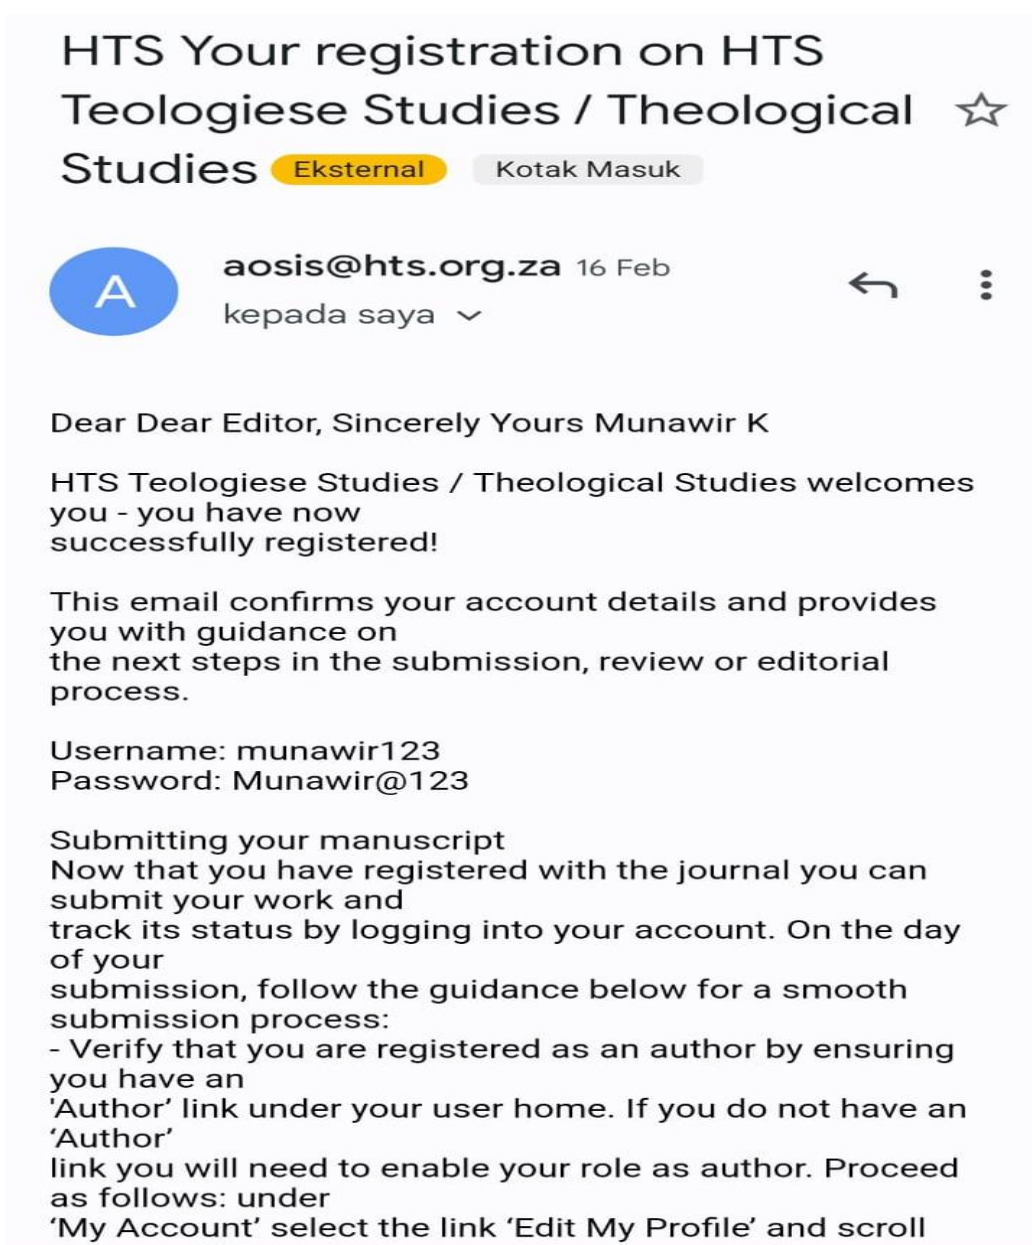 HTS Your registration on HTS
Teologiese Studies / Theological
Studies Eksternal Kotak Masuk
A
aosis@hts.org.za 16 Feb
kepada saya
Dear Dear Editor, Sincerely Yours Munawir K
HTS Teologiese Studies / Theological Studies welcomes
you - you have now
successfully registered!
This email confirms your account details and provides
you with guidance on
the next steps in the submission, review or editorial
process.
Username: munawir123
Password: Munawir@123
Submitting your manuscript
Now that you have registered with the journal you can
submit your work and
track its status by logging into your account. On the day
of your
submission, follow the guidance below for a smooth
submission process:
- Verify that you are registered as an author by ensuring
you have an
'Author’ link under your user home. If you do not have an
‘Author’
link you will need to enable your role as author. Proceed
as follows: under
‘My Account’ select the link ‘Edit My Profile’ and scroll